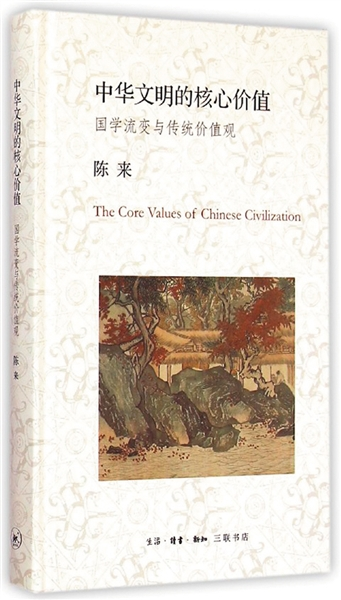 中华文明的核心价值
国学流变与传统价值观
陈来
The Core Values of Chinese Civilization
生活·读书·新知 三联书店
中华文明的核心价值
国学流变与传统价值观
陈来